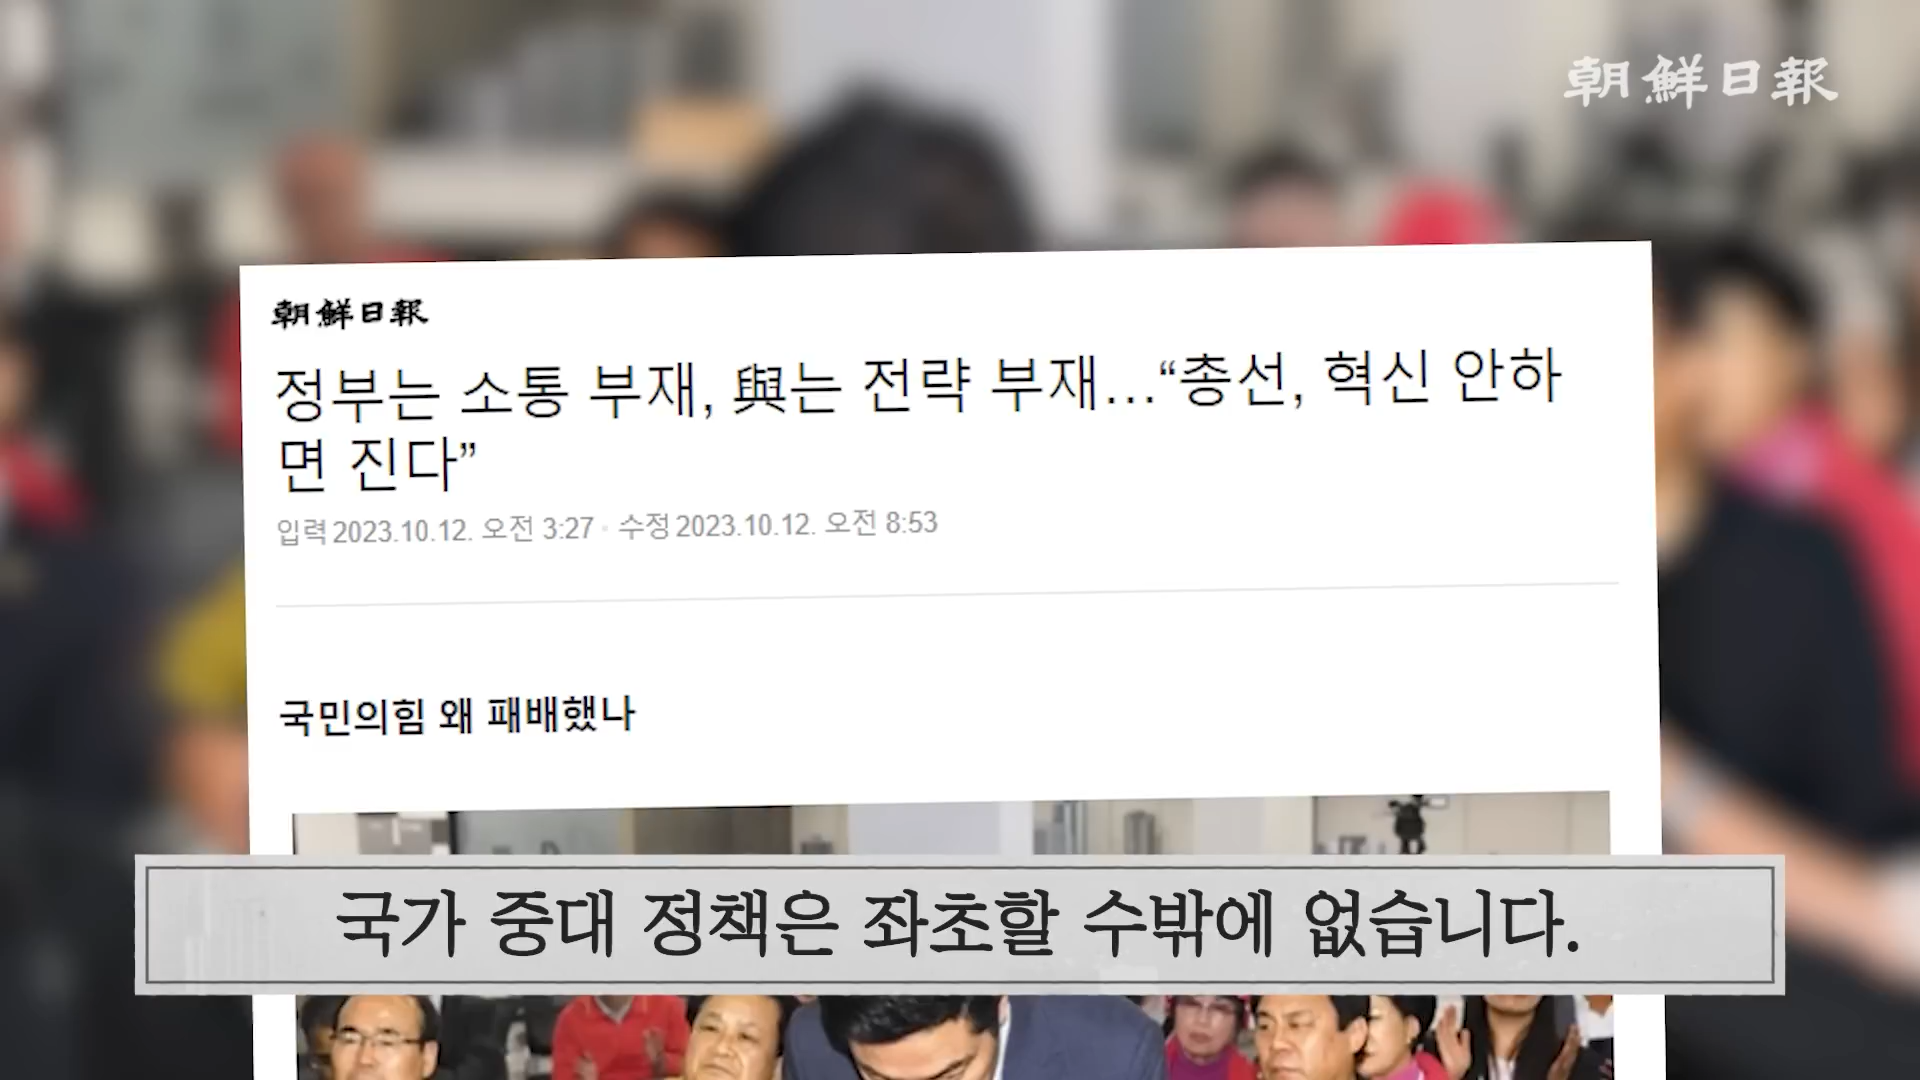 朝鮮日報
朝鮮日報
정부는 소통 부재, 與는 전략 부재…“총선, 혁신 안하
면 진다”
입력 2023.10.12. 오전 3:27 · 수정 2023.10.12. 오전 8:53
국민의힘 왜 패배했나
국가 중대 정책은 좌초할 수밖에 없습니다.